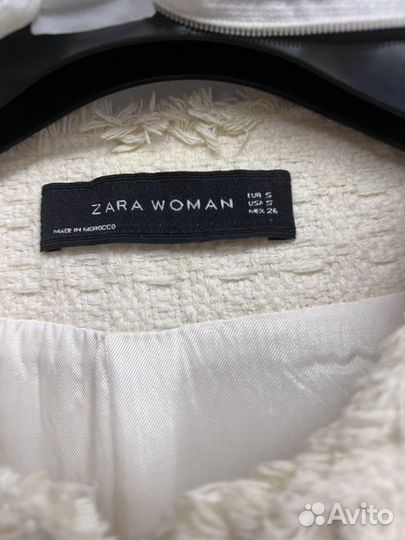 ZARA WOMAN
EUR S
USA S
MEX 26
MADE IN MOROCCO
Avito